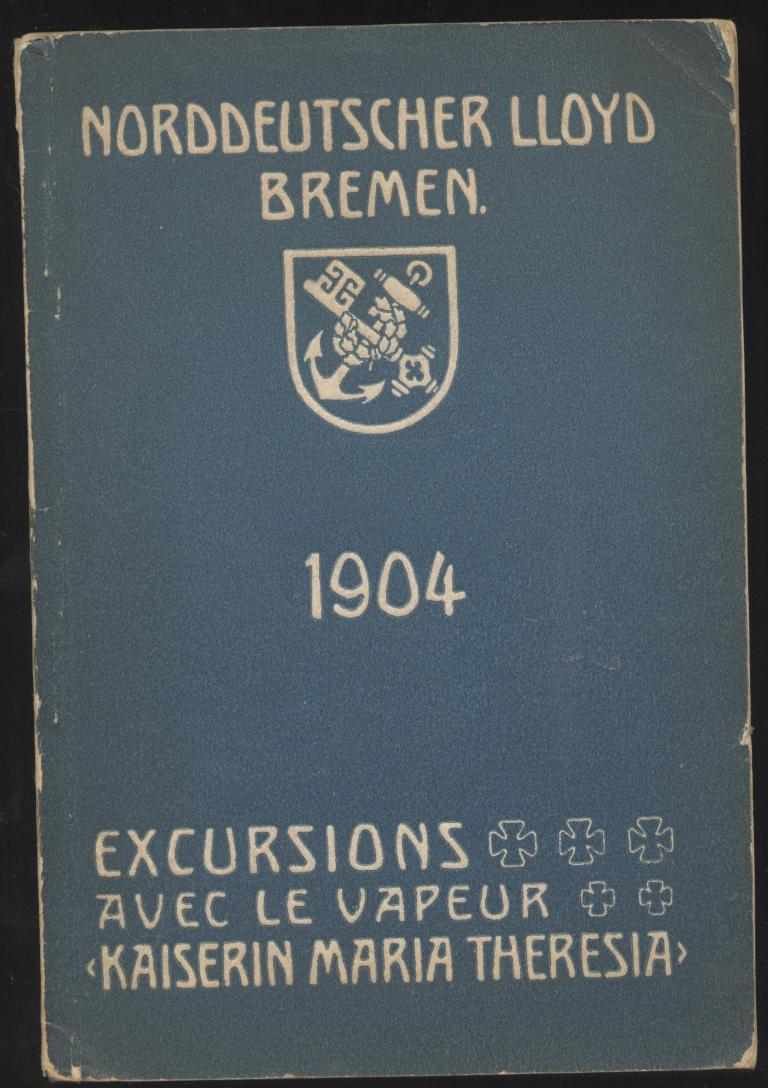 NORDDEUTSCHER LLOYD
BREMEN.
1904
EXCURSIONS
AVEC LE VAPEUR
‹KAISERIN MARIA THERESIA›